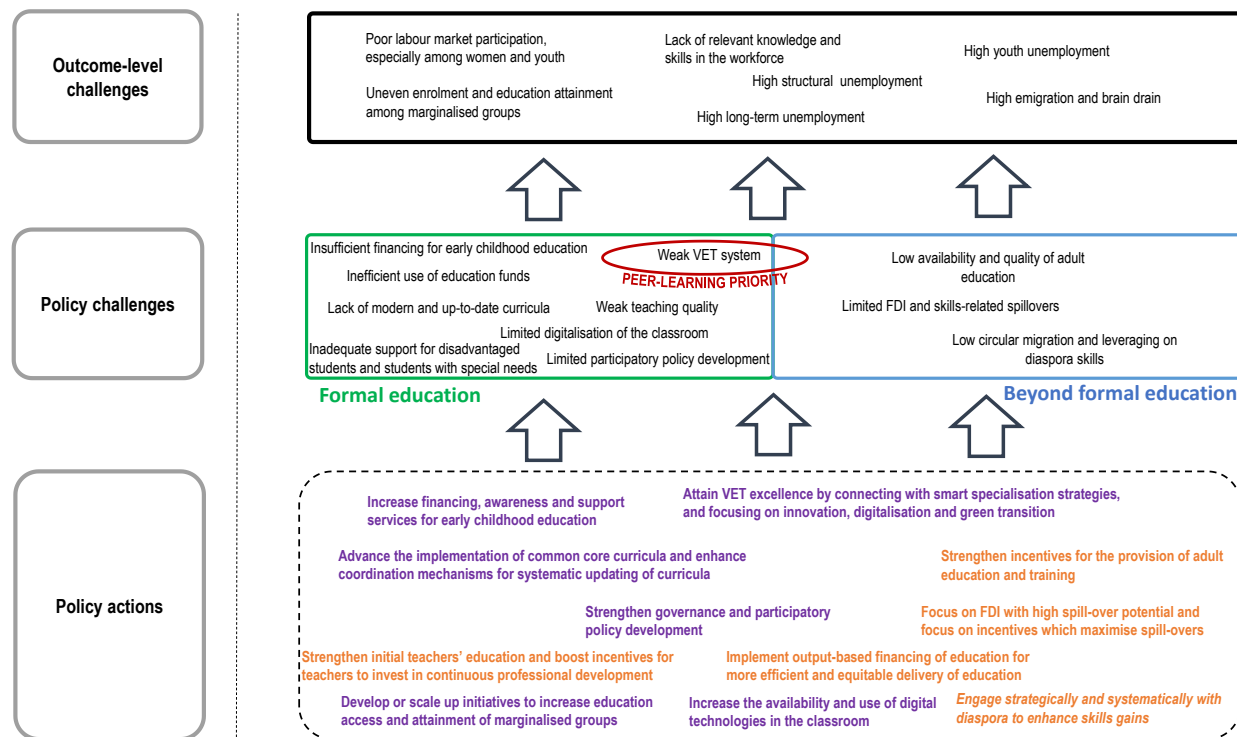 Outcome-level
challenges
Poor labour market participation,
especially among women and youth
Lack of relevant knowledge and
skills in the workforce
High youth unemployment
High structural unemployment
Uneven enrolment and education attainment
among marginalised groups
High emigration and brain drain
High long-term unemployment
Policy challenges
Insufficient financing for early childhood education
Weak VET system
PEER-LEARNING PRIORITY
Inefficient use of education funds
Lack of modern and up-to-date curricula
Weak teaching quality
Limited digitalisation of the classroom
Inadequate support for disadvantaged
students and students with special needs
Limited participatory policy development
Low availability and quality of adult
education
Limited FDI and skills-related spillovers
Low circular migration and leveraging on
diaspora skills
Formal education
Beyond formal education
Policy actions
Increase financing, awareness and support
services for early childhood education
Attain VET excellence by connecting with smart specialisation strategies,
and focusing on innovation, digitalisation and green transition
Advance the implementation of common core curricula and enhance
coordination mechanisms for systematic updating of curricula
Strengthen incentives for the provision of adult
education and training
Strengthen governance and participatory
policy development
Focus on FDI with high spill-over potential and
focus on incentives which maximise spill-overs
Strengthen initial teachers' education and boost incentives for
teachers to invest in continuous professional development
Implement output-based financing of education for
more efficient and equitable delivery of education
Develop or scale up initiatives to increase education
access and attainment of marginalised groups
Increase the availability and use of digital
technologies in the classroom
Engage strategically and systematically with
diaspora to enhance skills gains